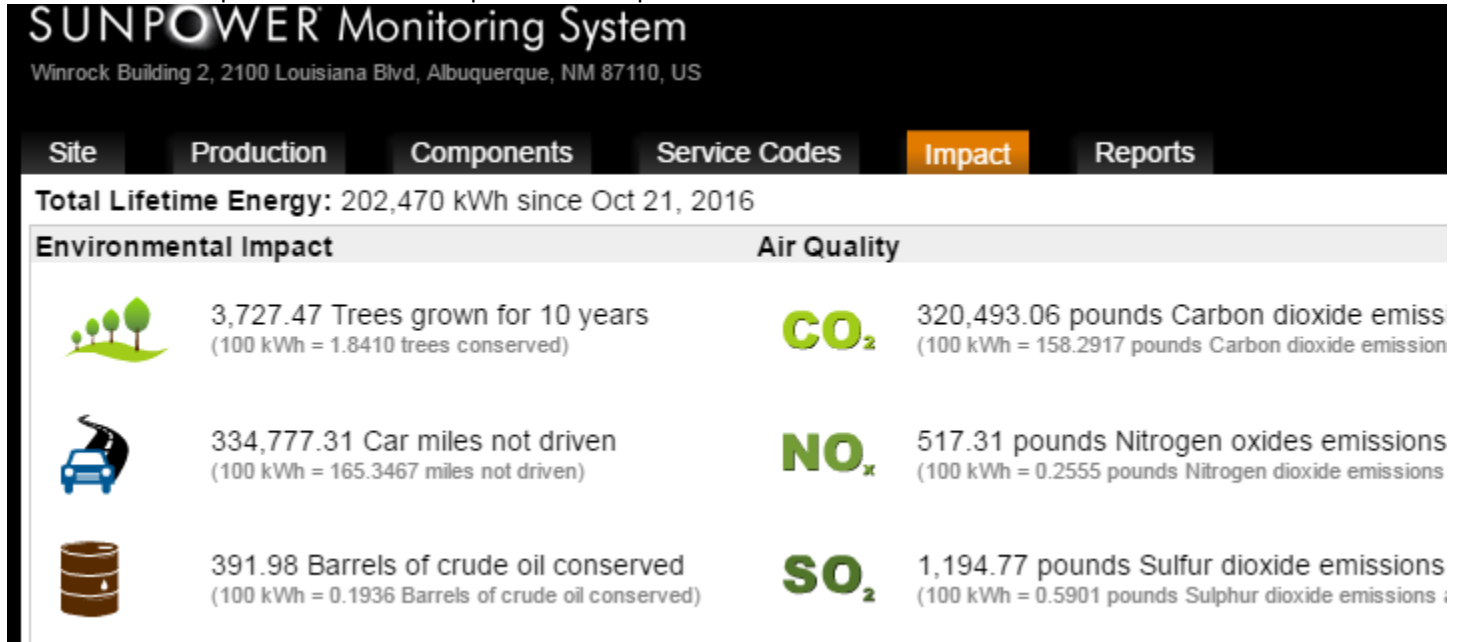 SUNPOWER Monitoring System
Winrock Building 2, 2100 Louisiana Blvd, Albuquerque, NM 87110, US
Site Production Components Service Codes Impact Reports
Total Lifetime Energy: 202,470 kWh since Oct 21, 2016
Environmental Impact
3,727.47 Trees grown for 10 years
(100 kWh = 1.8410 trees conserved)
334,777.31 Car miles not driven
(100 kWh = 165.3467 miles not driven)
391.98 Barrels of crude oil conserved
(100 kWh = 0.1936 Barrels of crude oil conserved)
Air Quality
CO2
320,493.06 pounds Carbon dioxide
(100 kWh = 158.2917 pounds Carbon dioxide emission
NOx
517.31 pounds Nitrogen oxides emissions
(100 kWh = 0.2555 pounds Nitrogen dioxide emissions
SO2
1,194.77 pounds Sulfur dioxide emissions
(100 kWh = 0.5901 pounds Sulphur dioxide emissions